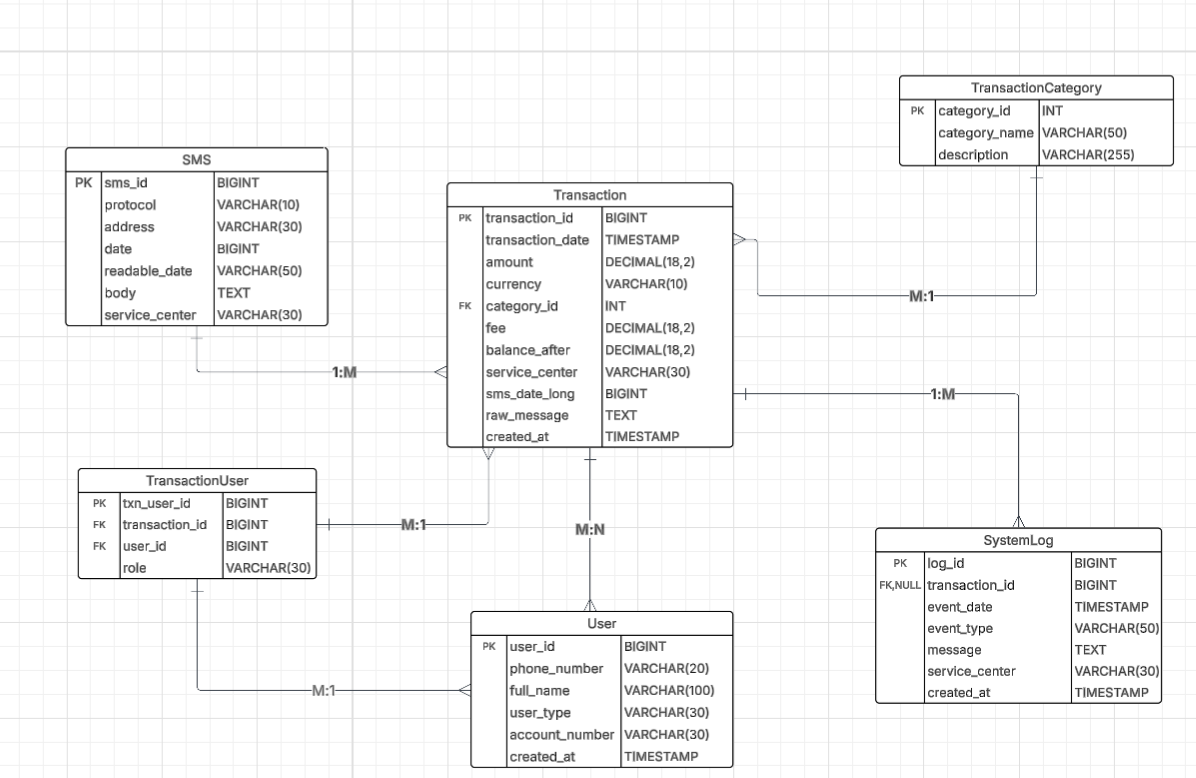 TransactionCategory
PK category_id INT
category_name VARCHAR(50)
description VARCHAR(255)
SMS
PK sms_id BIGINT
protocol VARCHAR(10)
address VARCHAR(30)
date BIGINT
readable_date VARCHAR(50)
body TEXT
service_center VARCHAR(30)
Transaction
PK transaction_id BIGINT
transaction_date TIMESTAMP
amount DECIMAL(18,2)
currency VARCHAR(10)
FK category_id INT
fee DECIMAL(18,2)
balance_after DECIMAL(18,2)
service_center VARCHAR(30)
sms_date_long BIGINT
raw_message TEXT
created_at TIMESTAMP
M:1
1:M
1:M
TransactionUser
PK txn_user_id BIGINT
FK transaction_id BIGINT
FK user_id BIGINT
role VARCHAR(30)
M:1
M:N
SystemLog
PK log_id BIGINT
FK,NULL transaction_id BIGINT
event_date TIMESTAMP
event_type VARCHAR(50)
message TEXT
service_center VARCHAR(30)
created_at TIMESTAMP
User
PK user_id BIGINT
phone_number VARCHAR(20)
full_name VARCHAR(100)
user_type VARCHAR(30)
account_number VARCHAR(30)
created_at TIMESTAMP
M:1